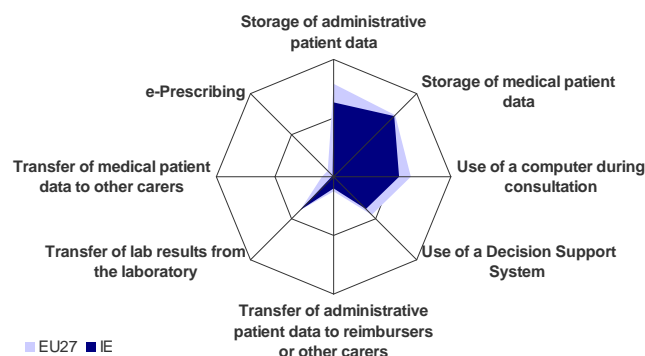 Storage of administrative
patient data
Storage of medical patient
data
Use of a computer during
consultation
Use of a Decision Support
System
Transfer of administrative
patient data to reimbursers
or other carers
Transfer of lab results from
the laboratory
Transfer of medical patient
data to other carers
e-Prescribing
EU27 IE